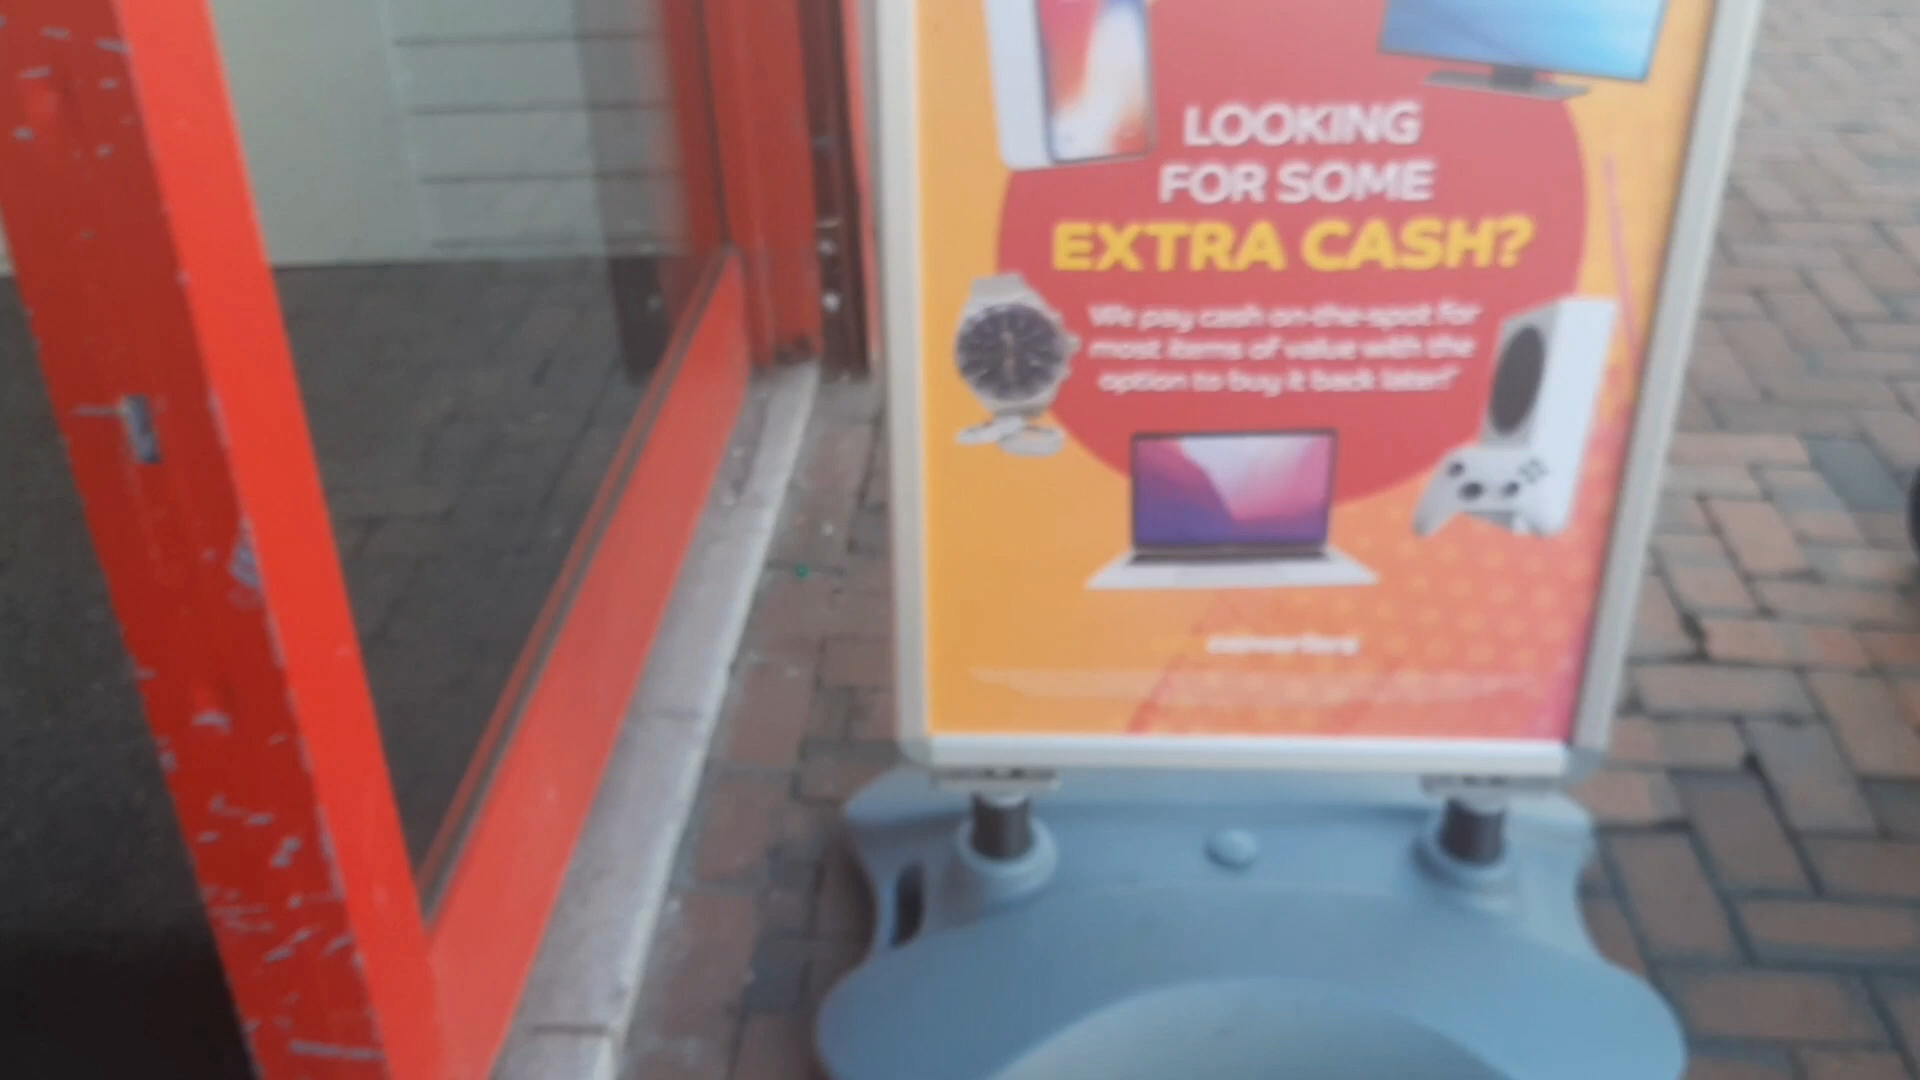 LOOKING
FOR SOME
EXTRA CASH?
We pay cash on-the-spot for
most items of value with the
option to buy it back later!*